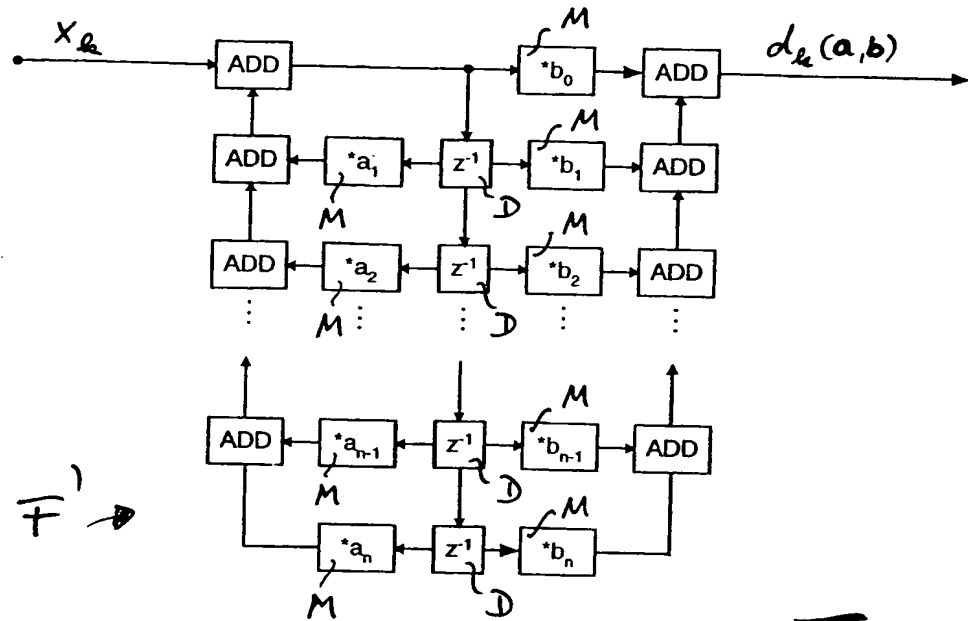 M
x_k d_k(a,b)
ADD *b_0 ADD
M
ADD *a_1 z^-1 *b_1 ADD
M D M
ADD *a_2 z^-1 *b_2 ADD
M D
M
ADD *a_n-1 z^-1 *b_n-1 ADD
M D
F' M
*a_n z^-1 *b_n
M D